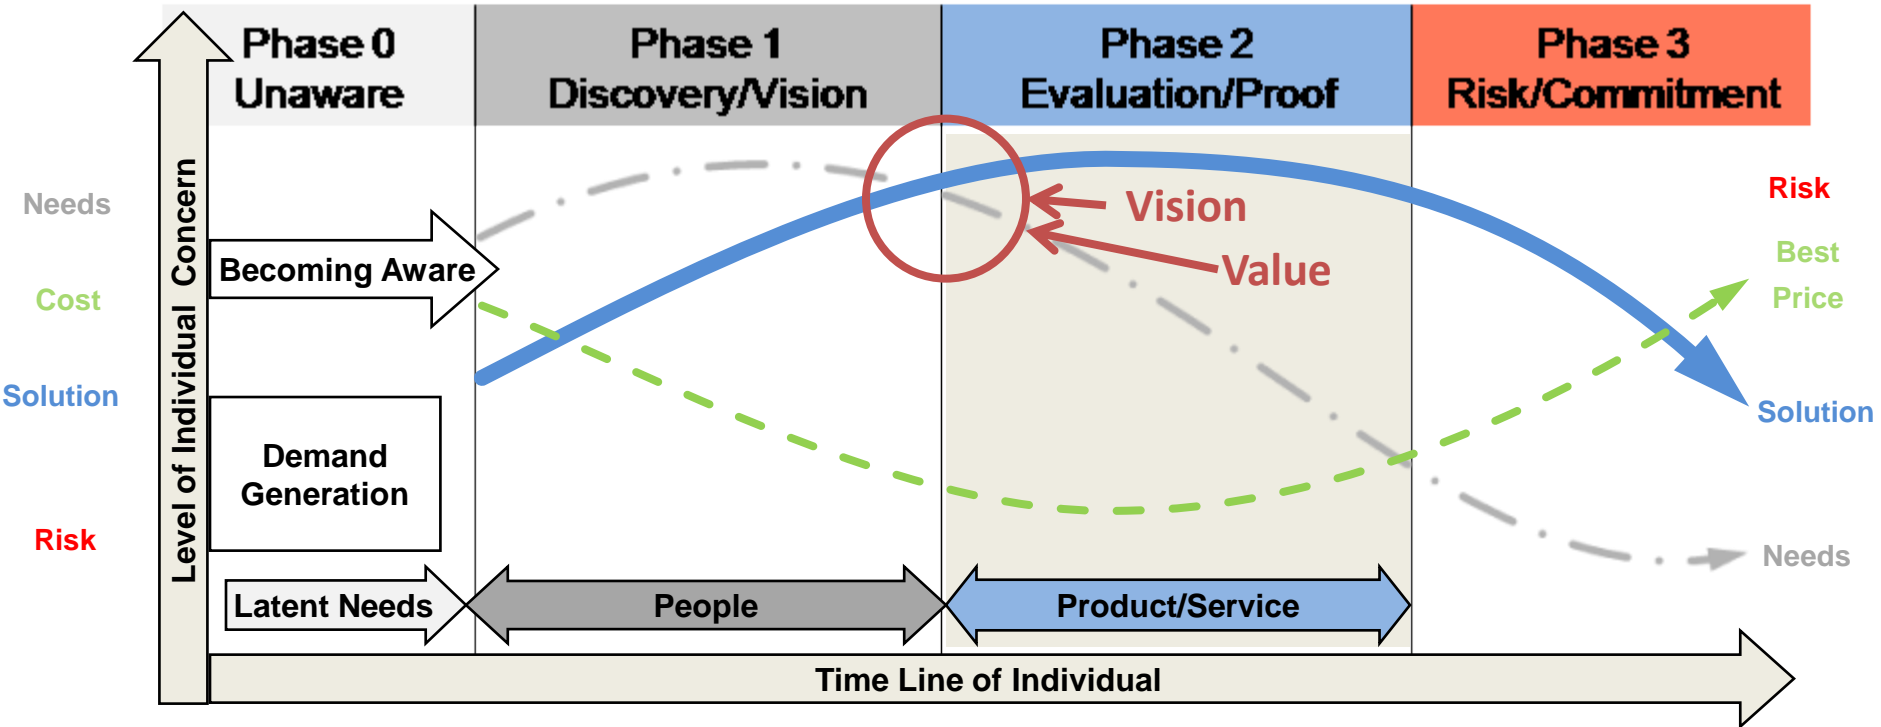 Phase 0
Unaware
Phase 1
Discovery/Vision
Phase 2
Evaluation/Proof
Phase 3
Risk/Commitment
Level of Individual Concern
Needs
Cost
Solution
Risk
Becoming Aware
Demand
Generation
Latent Needs
People
Product/Service
Vision
Value
Risk
Best
Price
Solution
Needs
Time Line of Individual